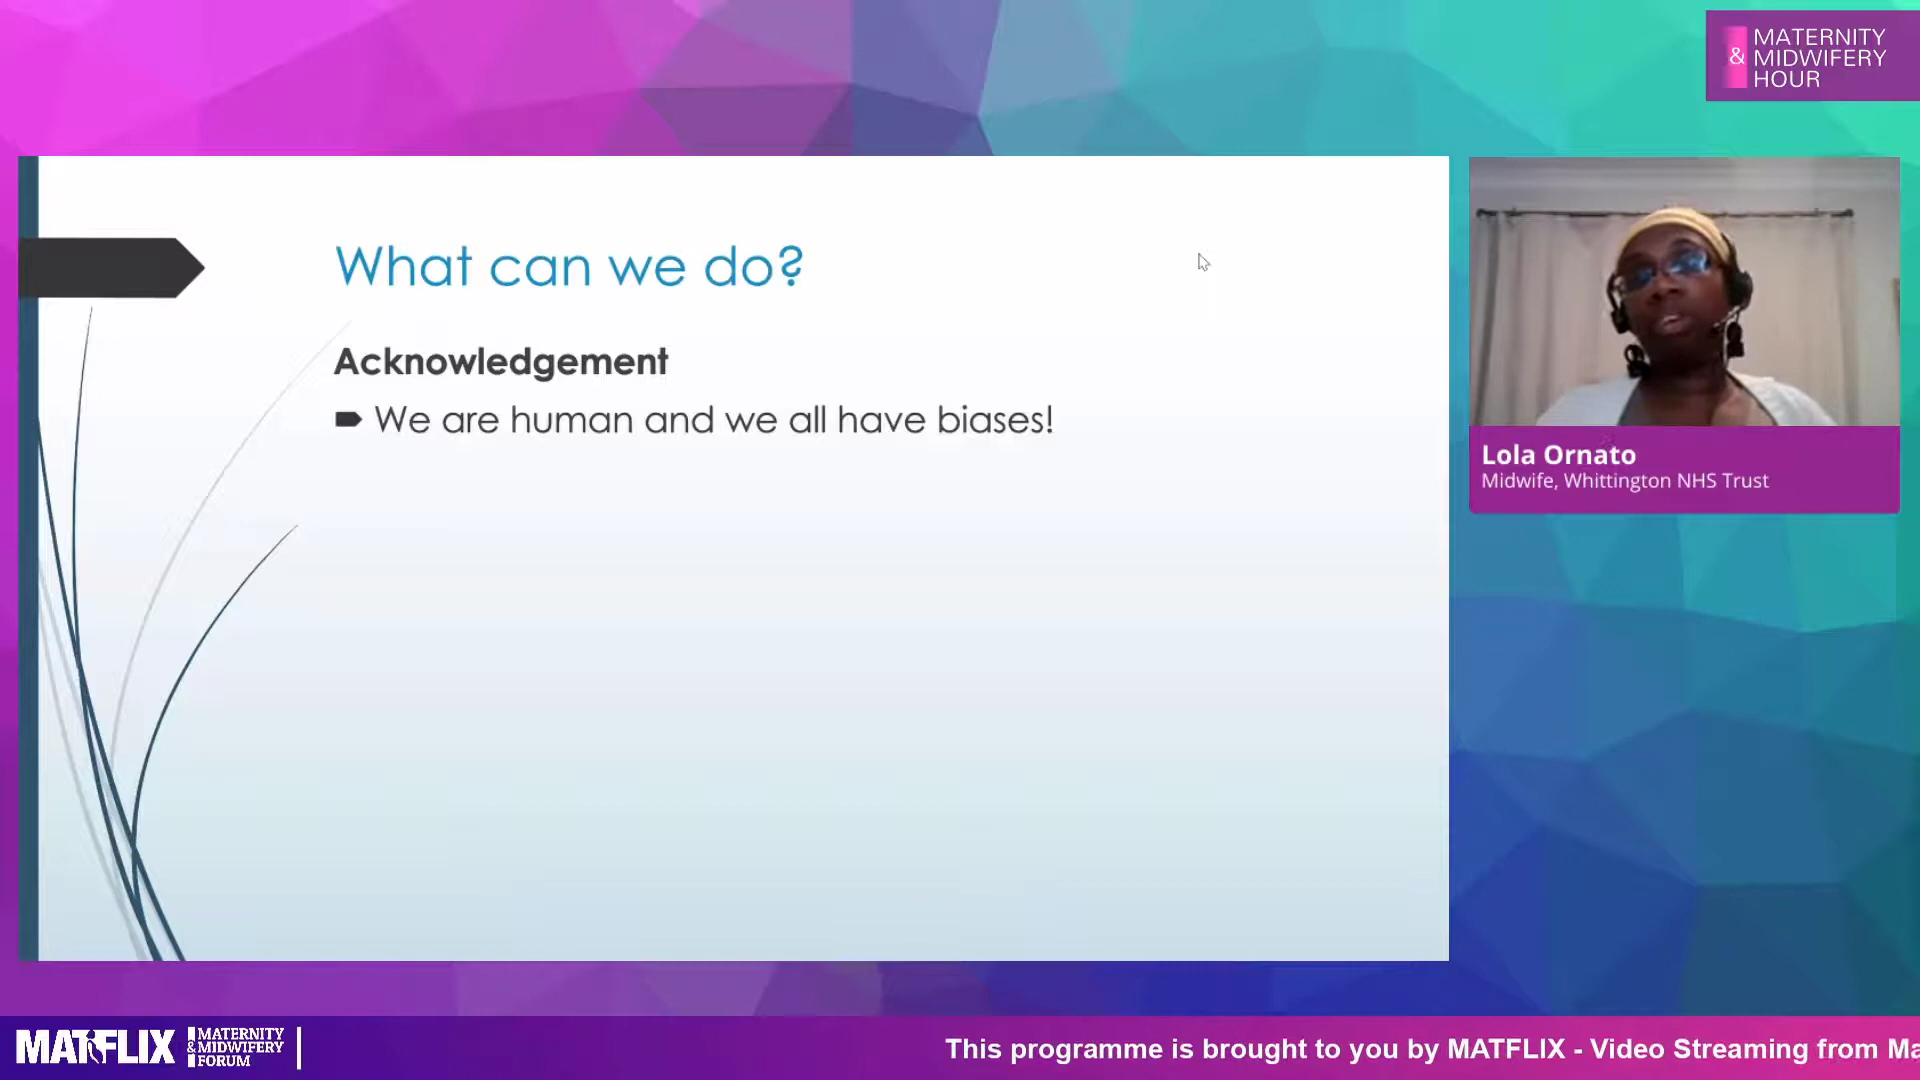 &
MATERNITY
MIDWIFERY
HOUR
What can we do?
Acknowledgement
We are human and we all have biases!
Lola Ornato
Midwife, Whittington NHS Trust
MATFLIX
MATERNITY
&MIDWIFERY
FORUM
This programme is brought to you by MATFLIX - Video Streaming from Ma